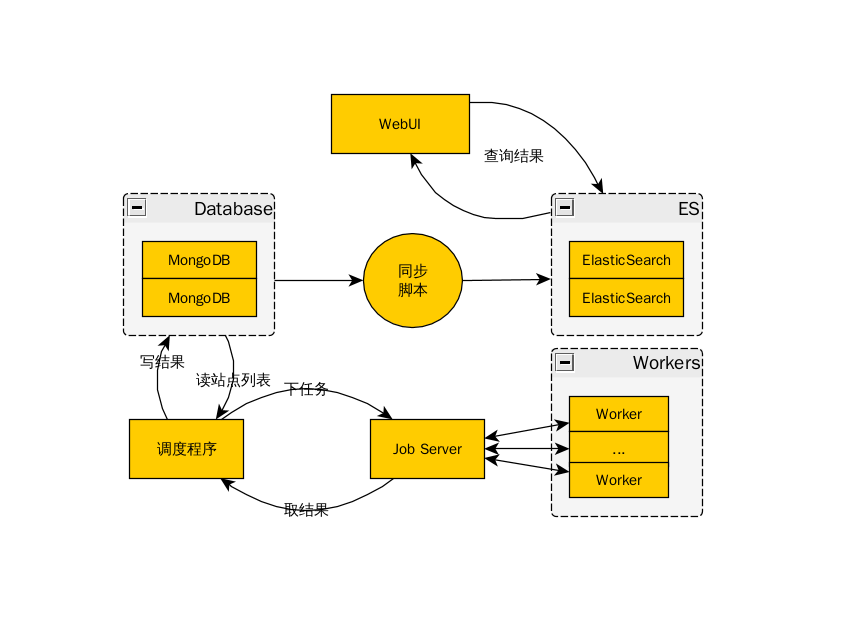 WebUI
查询结果
Database
ES
MongoDB
MongoDB
同步
脚本
ElasticSearch
ElasticSearch
写结果
读站点列表
下任务
Workers
调度程序
Job Server
Worker
...
Worker
取结果